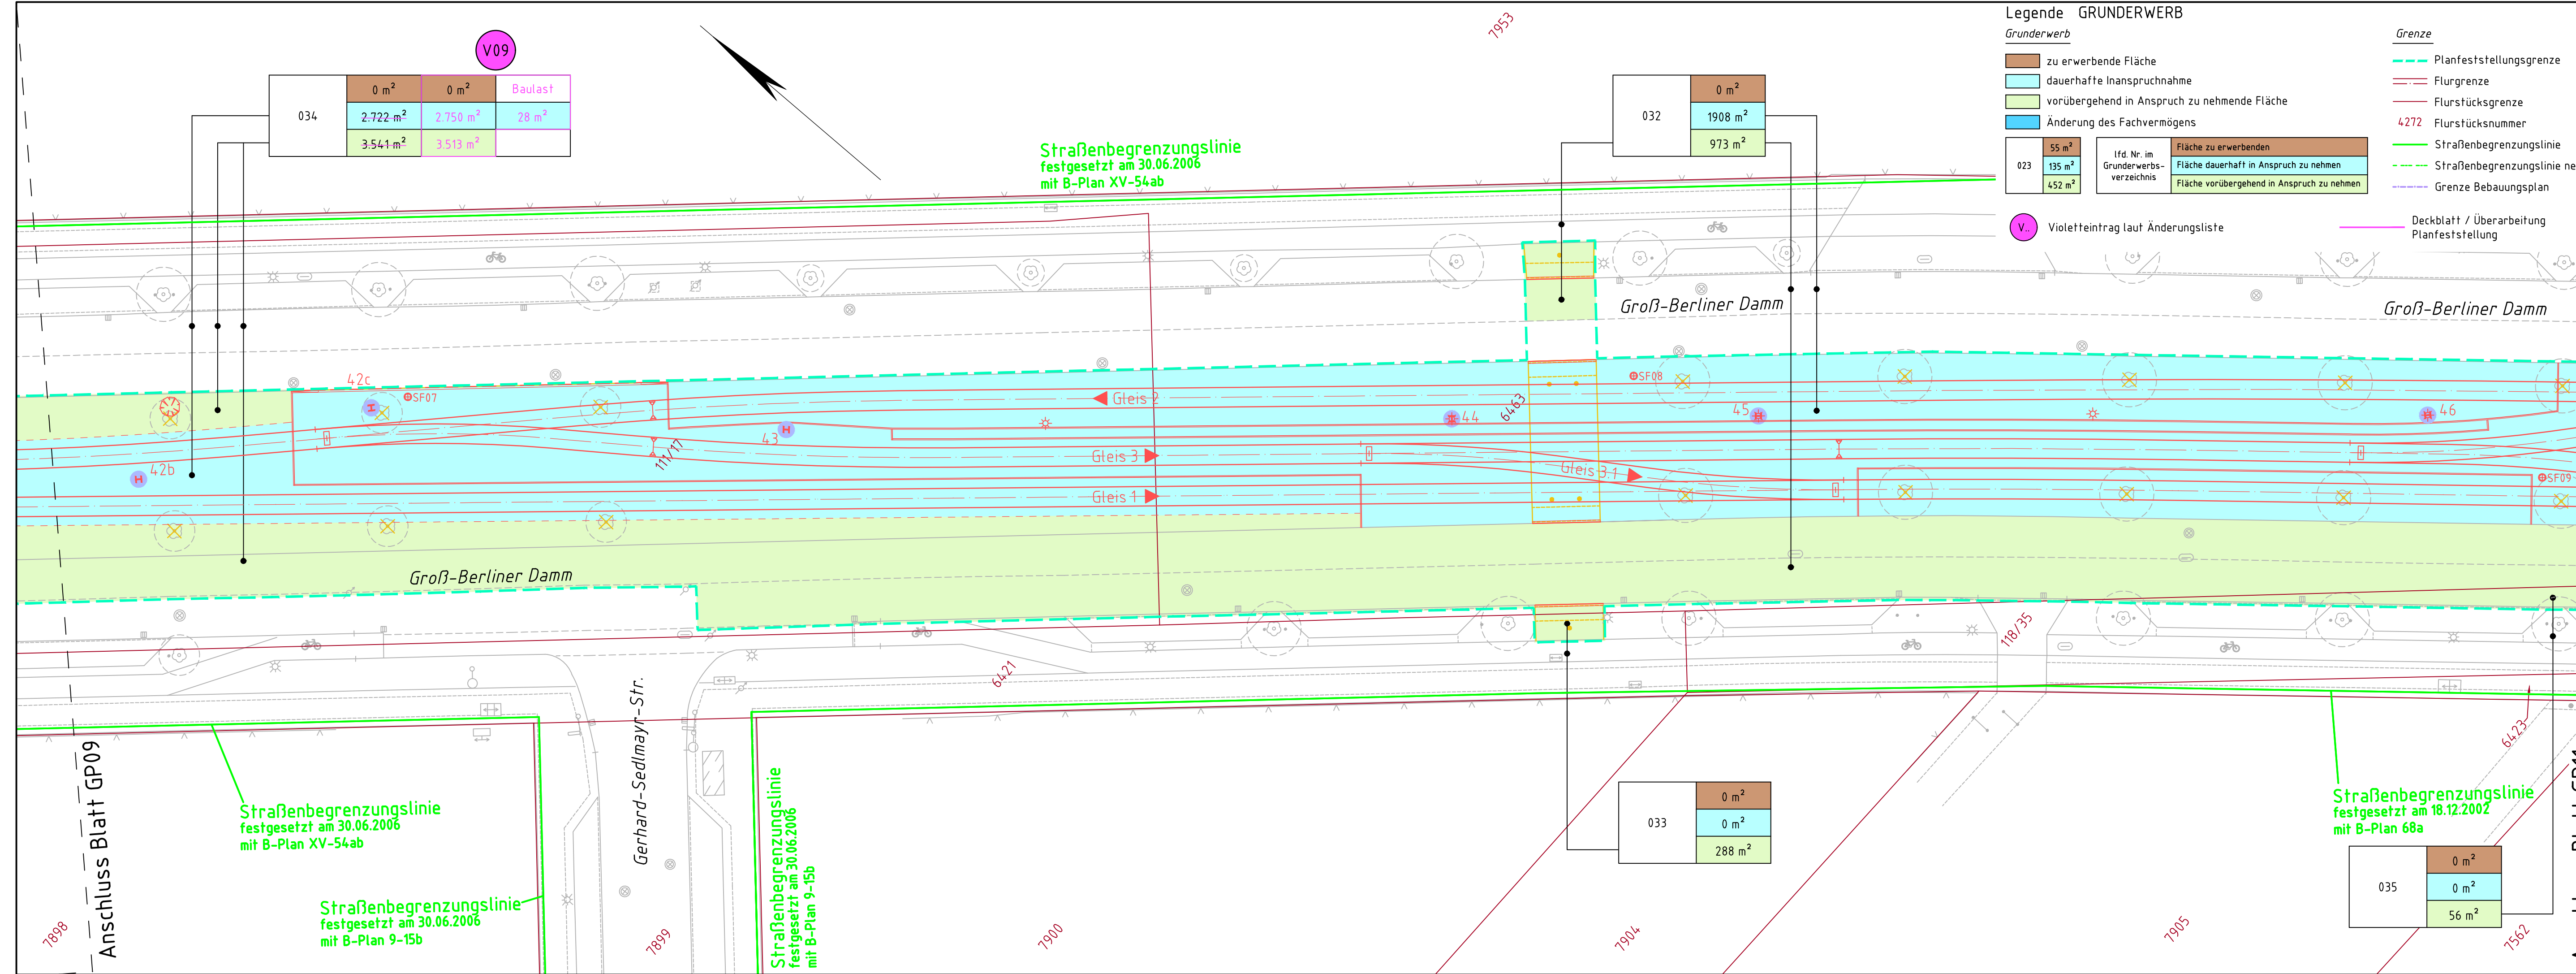 V09
034
0 m²
0 m²
Baulast
2.722 m²
2.750 m²
28 m²
3.541 m²
3.513 m²
Straßenbegrenzungslinie
festgesetzt am 30.06.2006
mit B-Plan XV-54ab
7953
032
0 m²
1908 m²
973 m²
Legende GRUNDERWERB
Grunderwerb
zu erwerbende Fläche
dauerhafte Inanspruchnahme
vorübergehend in Anspruch zu nehmende Fläche
Änderung des Fachvermögens
023
55 m²
135 m²
452 m²
lfd. Nr. im
Grunderwerbs-
verzeichnis
Fläche zu erwerbenden
Fläche dauerhaft in Anspruch zu nehmen
Fläche vorübergehend in Anspruch zu nehmen
V..
Violetteintrag laut Änderungsliste
Grenze
Planfeststellungsgrenze
Flurgrenze
Flurstücksgrenze
4272 Flurstücksnummer
Straßenbegrenzungslinie
Straßenbegrenzungslinie ne
Grenze Bebauungsplan
Deckblatt / Überarbeitung
Planfeststellung
Groß-Berliner Damm
Groß-Berliner Damm
42c
SF07
Gleis 2
SF08
6463
44
45
46
43
42b
111/17
Gleis 3
Gleis 3.1
Gleis 1
SF09
Groß-Berliner Damm
6421
118/35
6423
Gerhard-Sedlmayr-Str.
Anschluss Blatt GP09
Straßenbegrenzungslinie
festgesetzt am 30.06.2006
mit B-Plan XV-54ab
Straßenbegrenzungslinie
festgesetzt am 30.06.2006
mit B-Plan 9-15b
Straßenbegrenzungslinie
festgesetzt am 30.06.2006
mit B-Plan 9-15b
033
0 m²
0 m²
288 m²
Straßenbegrenzungslinie
festgesetzt am 18.12.2002
mit B-Plan 68a
035
0 m²
0 m²
56 m²
7898
7899
7900
7904
7905
7562